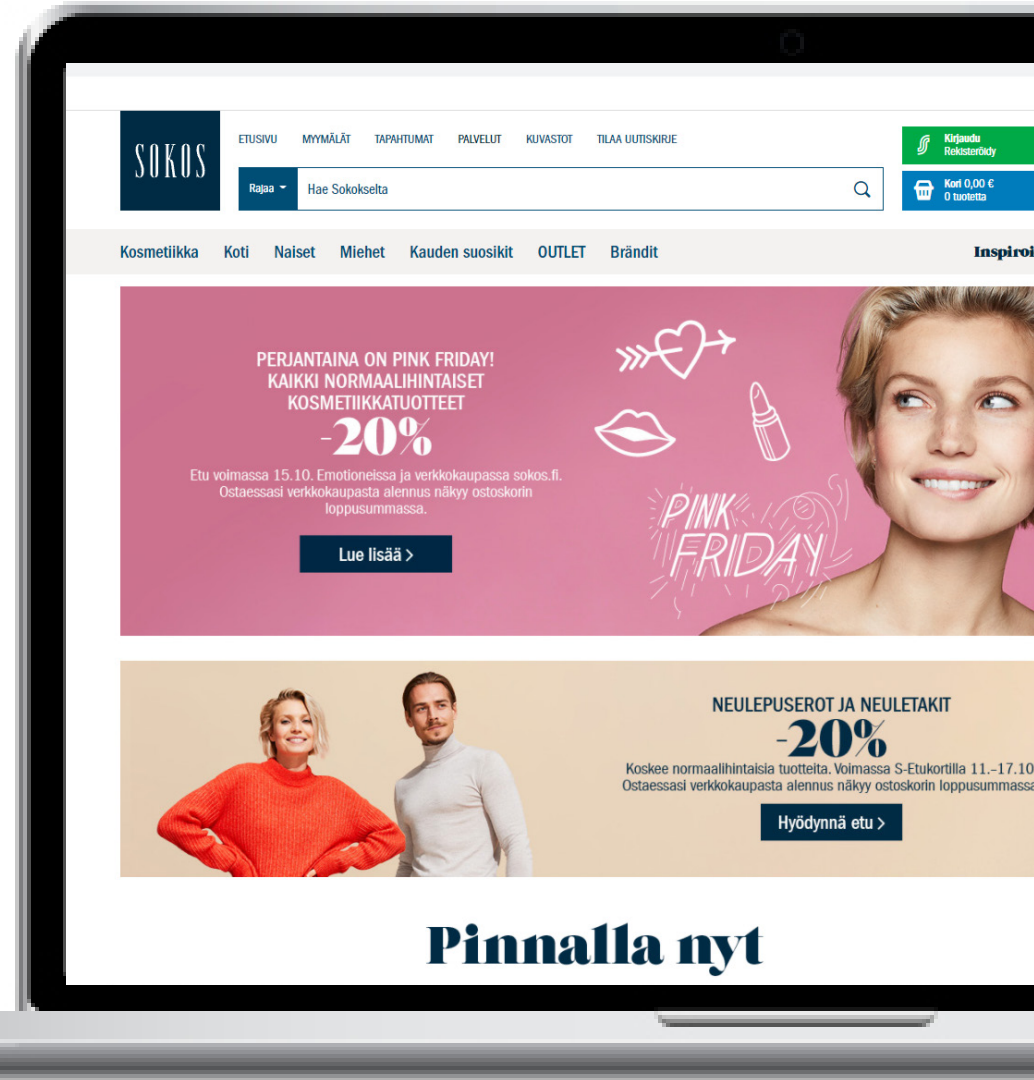 SOKOS
ETUSIVU MYYMÄLÄT TAPAHTUMAT PALVELUT KUVASTOT TILAA UUTISKIRJE
Rajaa Hae Sokokselta
Kirjaudu
Rekisteröidy
Kori 0,00 €
0 tuotetta
Kosmetiikka Koti Naiset Miehet Kauden suosikit OUTLET Brändit Inspiroi
PERJANTAINA ON PINK FRIDAY!
KAIKKI NORMAALIHINTAISET
KOSMETIIKKATUOTTEET
-20%
Etu voimassa 15.10. Emotioneissa ja verkkokaupassa sokos.fi.
Ostaessasi verkkokaupasta alennus näkyy ostoskorin
loppusummassa.
Lue lisää >
PINK
FRIDAY
NEULEPUSEROT JA NEULETAKIT
-20%
Koskee normaalihintaisia tuotteita. Voimassa S-Etukortilla 11.–17.10
Ostaessasi verkkokaupasta alennus näkyy ostoskorin loppusummassa
Hyödynnä etu >
Pinnalla nyt